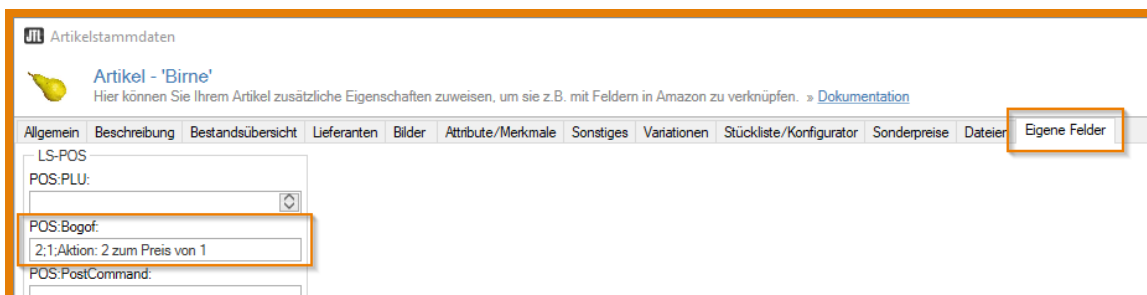 JTL Artikelstammdaten
Artikel - 'Birne'
Hier können Sie Ihrem Artikel zusätzliche Eigenschaften zuweisen, um sie z.B. mit Feldern in Amazon zu verknüpfen. » Dokumentation
Allgemein Beschreibung Bestandsübersicht Lieferanten Bilder Attribute/Merkmale Sonstiges Variationen Stückliste/Konfigurator Sonderpreise Dateien Eigene Felder
LS-POS
POS:PLU:
POS:Bogof:
2;1;Aktion: 2 zum Preis von 1
POS:PostCommand: